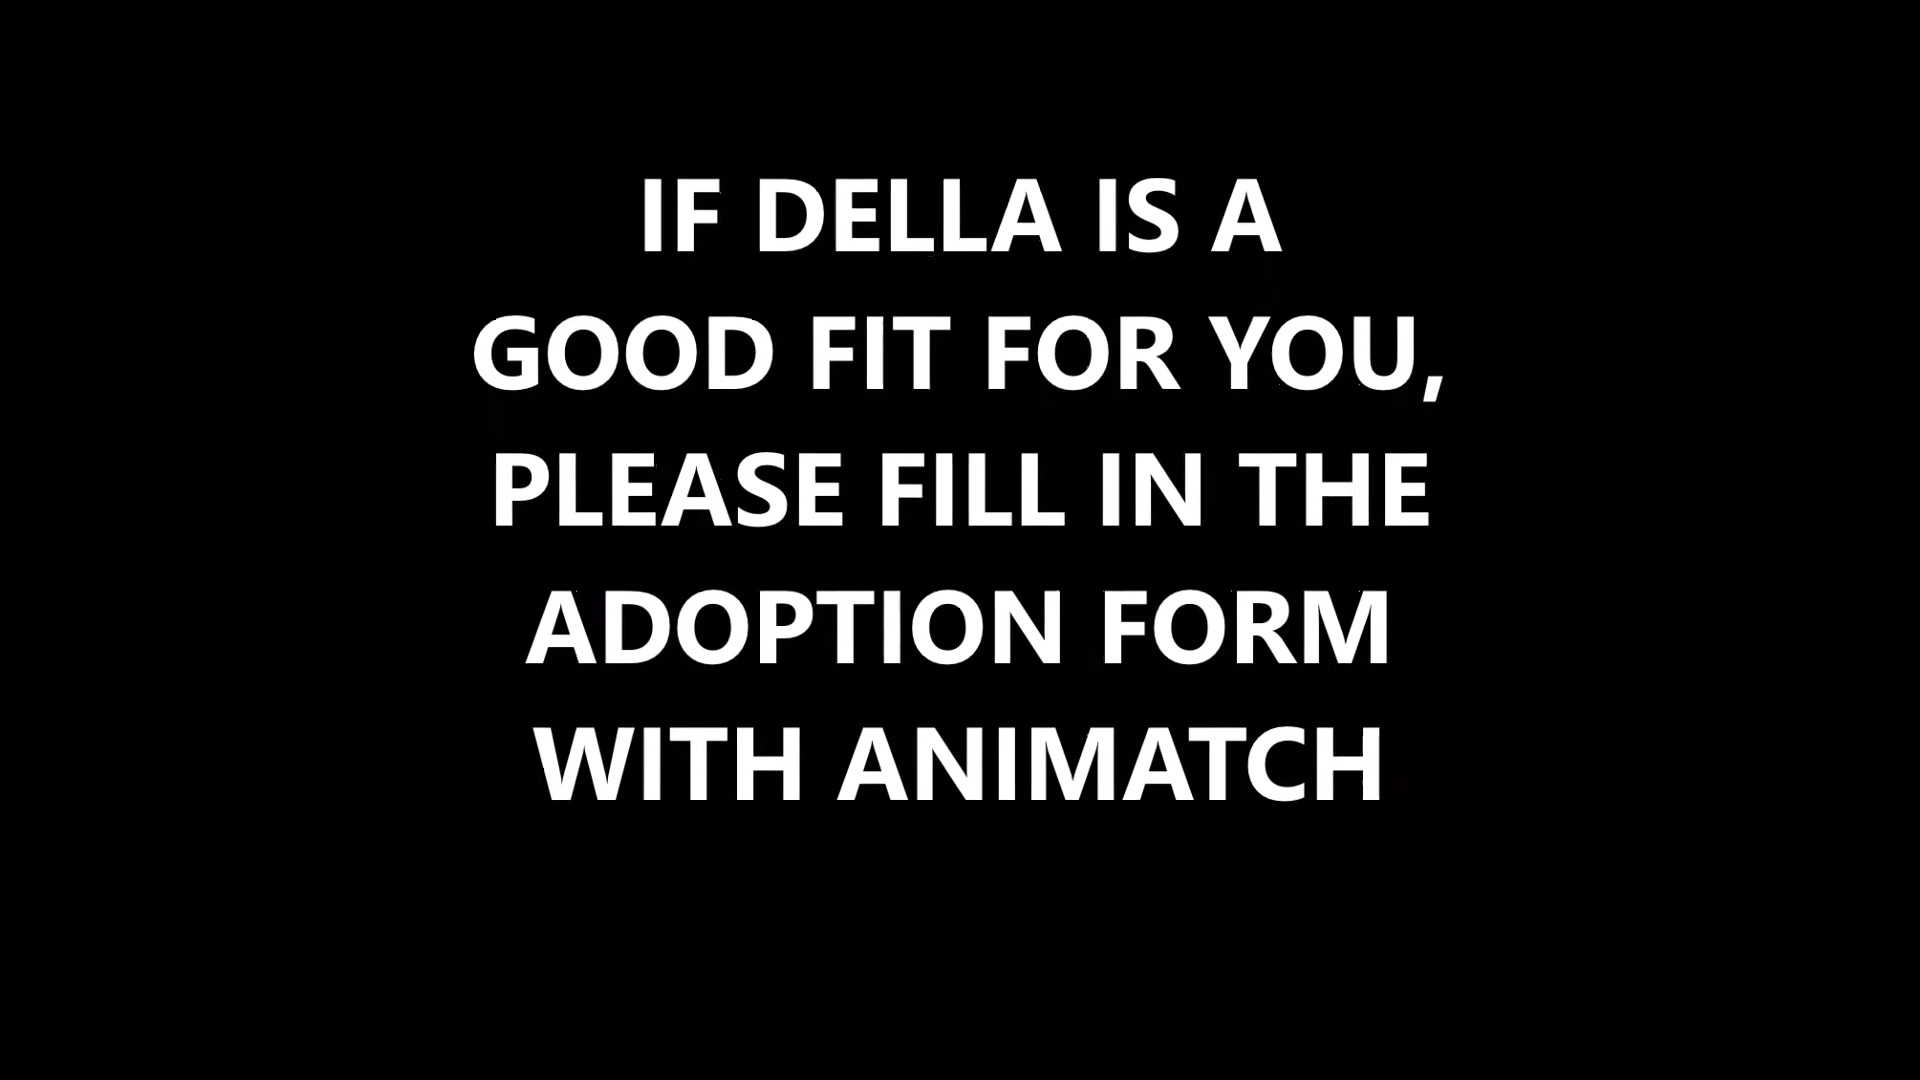 IF DELLA IS A
GOOD FIT FOR YOU,
PLEASE FILL IN THE
ADOPTION FORM
WITH ANIMATCH